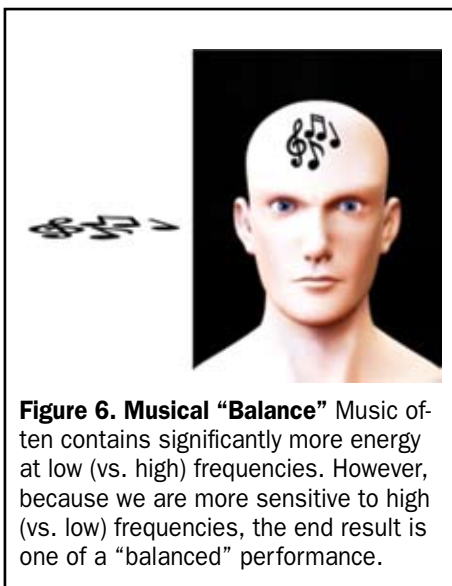 Figure 6. Musical “Balance” Music of-
ten contains significantly more energy
at low (vs. high) frequencies. However,
because we are more sensitive to high
(vs. low) frequencies, the end result is
one of a “balanced” performance.